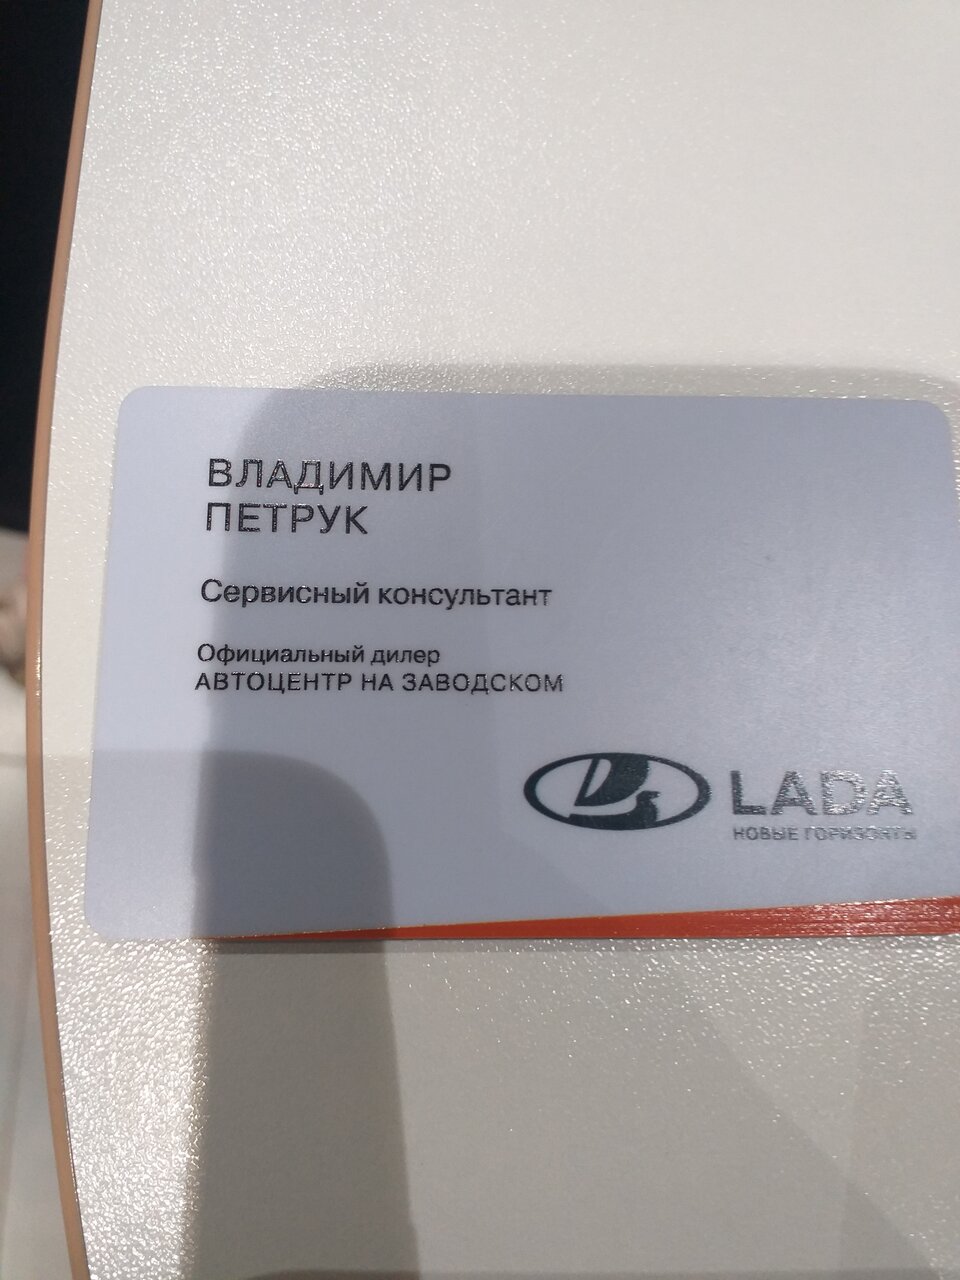 ВЛАДИМИР
ПЕТРУК
Сервисный консультант
Официальный дилер
АВТОЦЕНТР НА ЗАВОДСКОМ
LADA
НОВЫЕ ГОРИЗОНТЫ